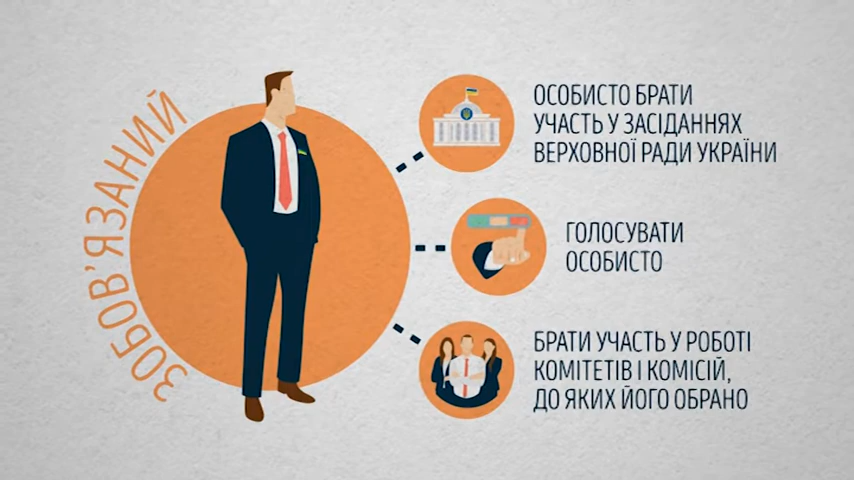 ЗОБОВ'ЯЗАНИЙ
ОСОБИСТО БРАТИ
УЧАСТЬ У ЗАСІДАННЯХ
ВЕРХОВНОЇ РАДИ УКРАЇНИ
ГОЛОСУВАТИ
ОСОБИСТО
БРАТИ УЧАСТЬ У РОБОТІ
КОМІТЕТІВ І КОМІСІЙ,
ДО ЯКИХ ЙОГО ОБРАНО